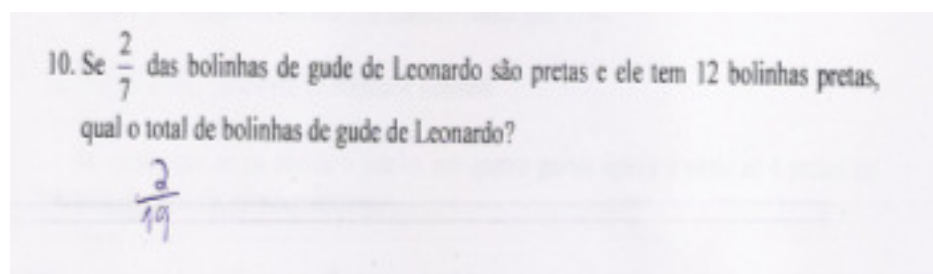 10. Se 2/7 das bolinhas de gude de Leonardo são pretas e ele tem 12 bolinhas pretas,
qual o total de bolinhas de gude de Leonardo?
2/19